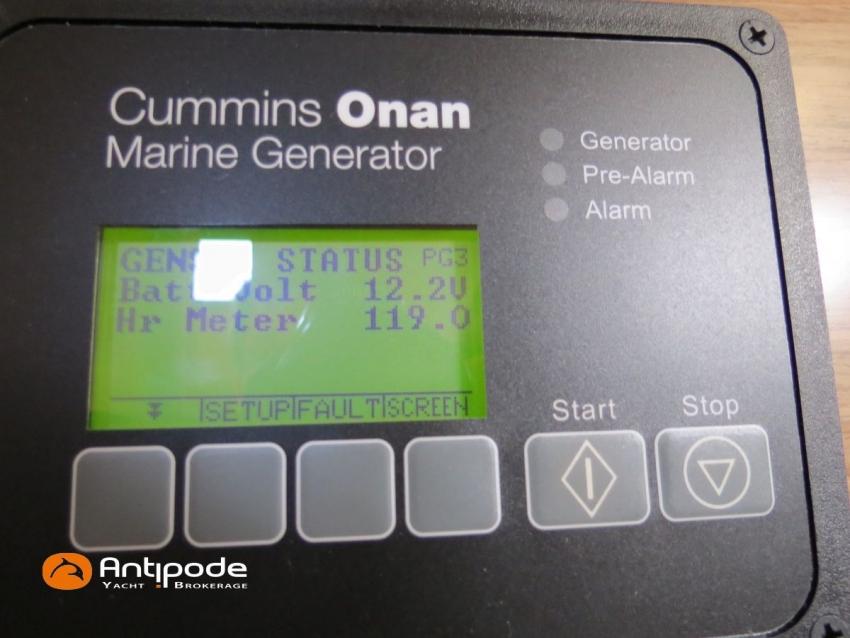 Cummins Onan
Marine Generator
Generator
Pre-Alarm
Alarm
STATUS PG3
Volt 12.2V
Hr Meter 119.0
SETUP FAULT SCREEN
Start Stop
Antipode
YACHT BROKERAGE